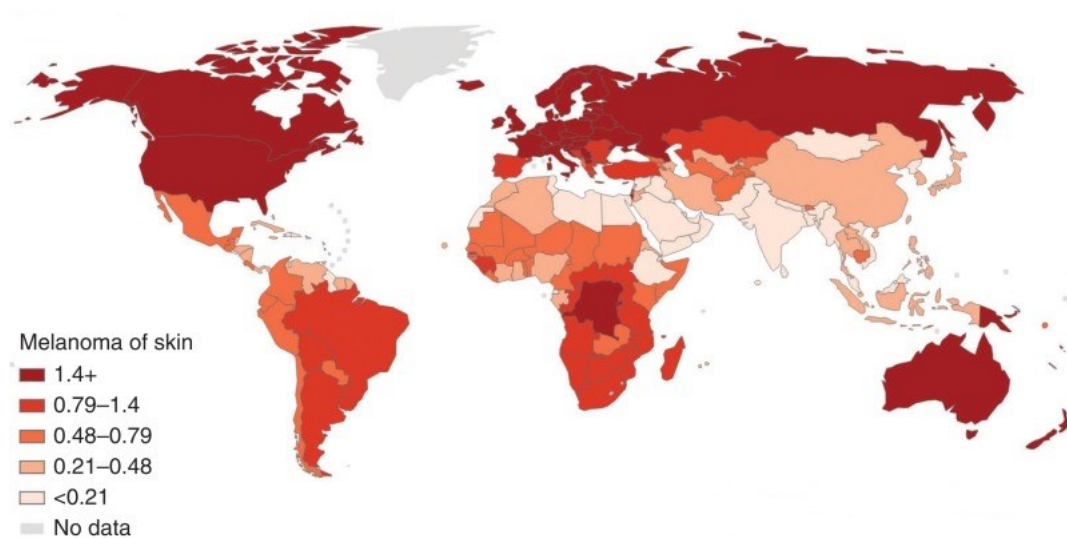 Melanoma of skin
1.4+
0.79–1.4
0.48–0.79
0.21–0.48
<0.21
No data